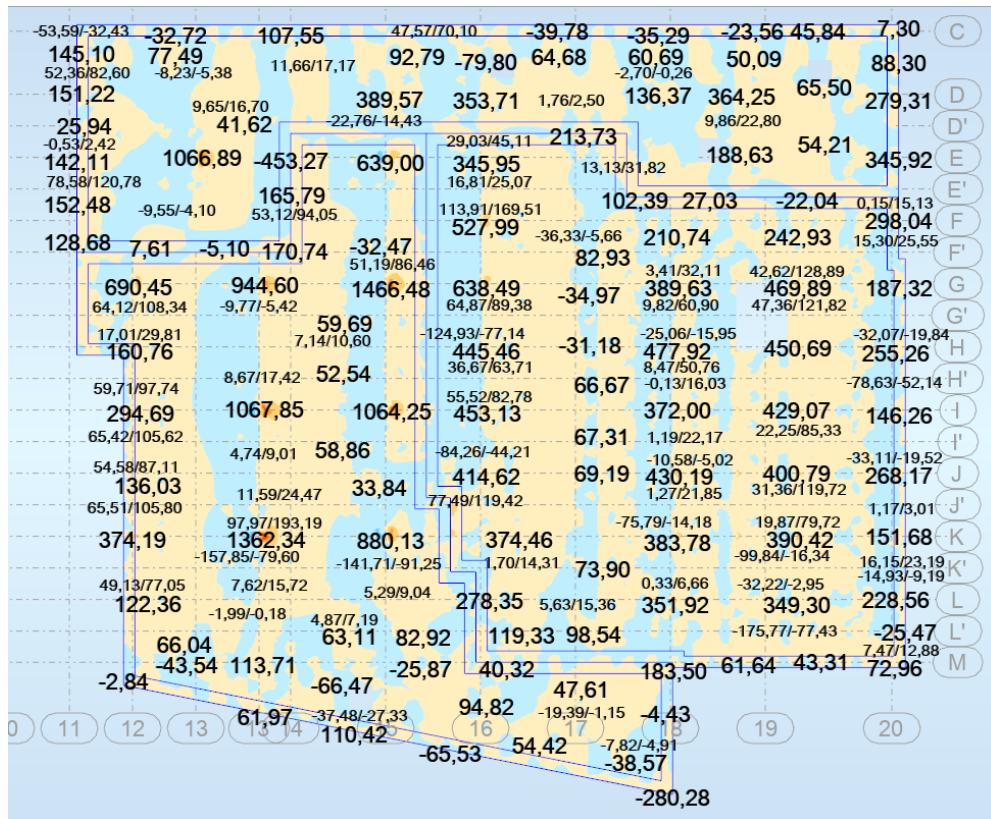 -53,59/-32,43 -32,72 107,55 47,57/70,10 -39,78 -35,29 -23,56 45,84 7,30 C
145,10 77,49 92,79 -79,80 64,68 60,69 50,09 88,30
52,36/82,60 -8,23/-5,38 11,66/17,17 -2,70/-0,26
151,22 389,57 353,71 1,76/2,50 136,37 364,25 65,50 279,31 D
9,65/16,70
25,94 41,62 -22,76/-14,43 9,86/22,80 D'
-0,53/2,42 29,03/45,11 213,73 54,21
142,11 1066,89 -453,27 639,00 345,95 13,13/31,82 188,63 345,92 E
78,58/120,78 16,81/25,07
152,48 165,79 102,39 27,03 -22,04 0,15/15,13 E'
-9,55/-4,10 53,12/94,05 113,91/169,51
527,99 298,04 F
128,68 7,61 -5,10 170,74 -32,47 -36,33/-5,66 210,74 242,93 15,30/25,55
51,19/86,46 82,93 F'
3,41/32,11 42,62/128,89
690,45 944,60 1466,48 638,49 -34,97 389,63 469,89 187,32 G
64,12/108,34 -9,77/-5,42 64,87/89,38 9,82/60,90 47,36/121,82
59,69 G'
17,01/29,81 7,14/10,60 -124,93/-77,14 -25,06/-15,95 -32,07/-19,84
160,76 445,46 -31,18 477,92 450,69 255,26 H
36,67/63,71 8,47/50,76
59,71/97,74 8,67/17,42 52,54 66,67 -0,13/16,03 -78,63/-52,14 H'
55,52/82,78
294,69 1067,85 1064,25 453,13 372,00 429,07 146,26 I
65,42/105,62 67,31 1,19/22,17 22,25/85,33
4,74/9,01 58,86 -84,26/-44,21 I'
54,58/87,11 -10,58/-5,02 -33,11/-19,52
136,03 414,62 69,19 430,19 400,79 268,17 J
11,59/24,47 33,84 1,27/21,85 31,36/119,72
65,51/105,80 77,49/119,42 1,17/3,01 J'
97,97/193,19 -75,79/-14,18 19,87/79,72
374,19 1362,34 880,13 374,46 383,78 390,42 151,68 K
-157,85/-79,60 -141,71/-91,25 1,70/14,31 -99,84/-16,34 16,15/23,19
73,90 -14,93/-9,19 K'
49,13/77,05 7,62/15,72 5,29/9,04 0,33/6,66 -32,22/-2,95
122,36 278,35 5,63/15,36 351,92 349,30 228,56 L
-1,99/-0,18 4,87/7,19
66,04 63,11 82,92 119,33 98,54 -175,77/-77,43 -25,47 L'
7,47/12,88
-43,54 113,71 -25,87 40,32 183,50 61,64 43,31 72,96 M
-2,84 -66,47 47,61
61,97 -37,48/-27,33 94,82 -19,39/-1,15 -4,43
0 11 12 13 13' 14 15 16 17 18 19 20
110,42
-65,53 54,42 -7,82/-4,91
-38,57
-280,28